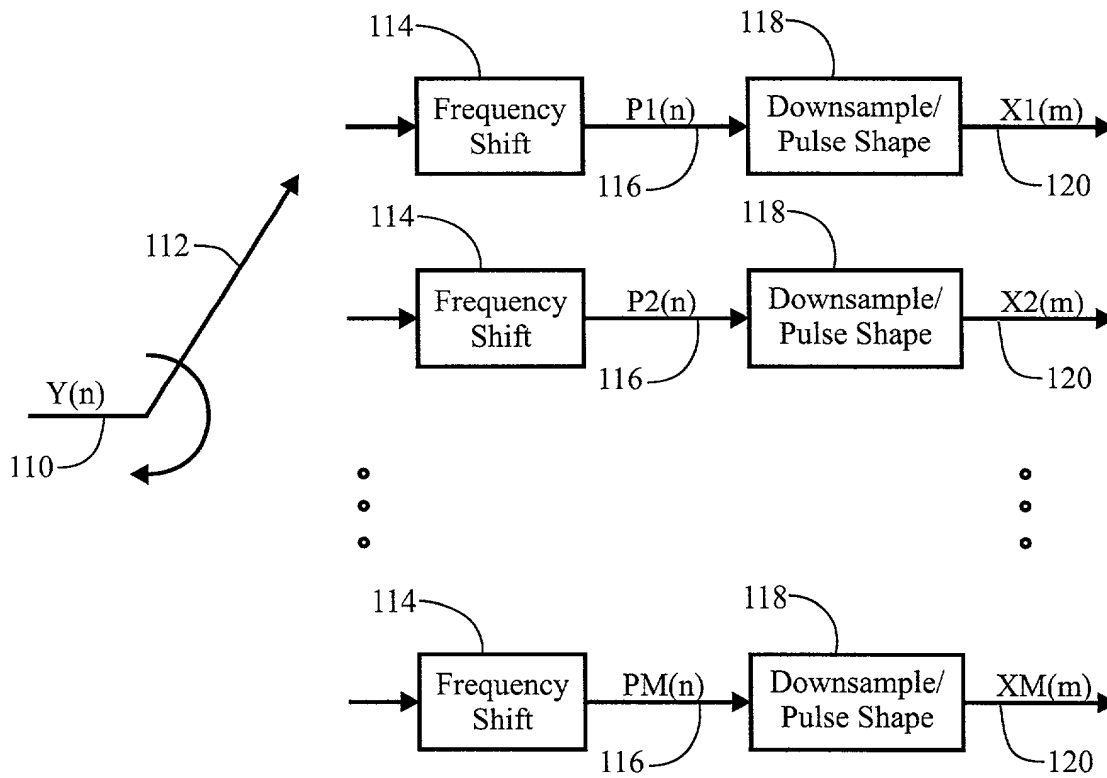 114
118
Frequency
Shift
P1(n)
116
Downsample/
Pulse Shape
X1(m)
120
112
114
118
Frequency
Shift
P2(n)
116
Downsample/
Pulse Shape
X2(m)
120
Y(n)
110
114
118
Frequency
Shift
PM(n)
116
Downsample/
Pulse Shape
XM(m)
120